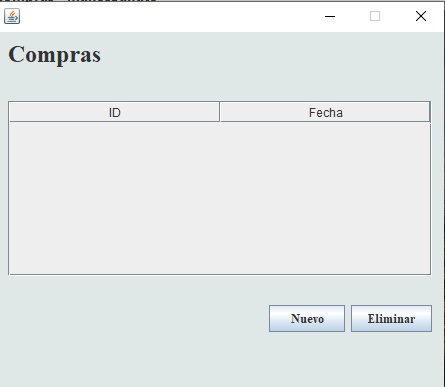 Compras
ID Fecha
Nuevo Eliminar